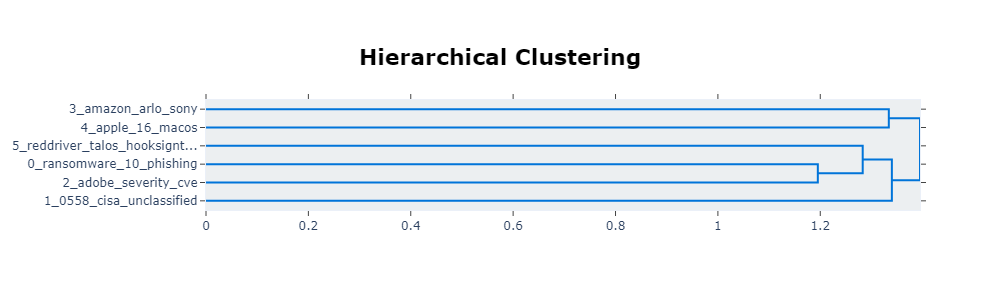 Hierarchical Clustering
3_amazon_arlo_sony
4_apple_16_macos
5_reddriver_talos_hooksignt...
0_ransomware_10_phishing
2_adobe_severity_cve
1_0558_cisa_unclassified
0 0.2 0.4 0.6 0.8 1 1.2